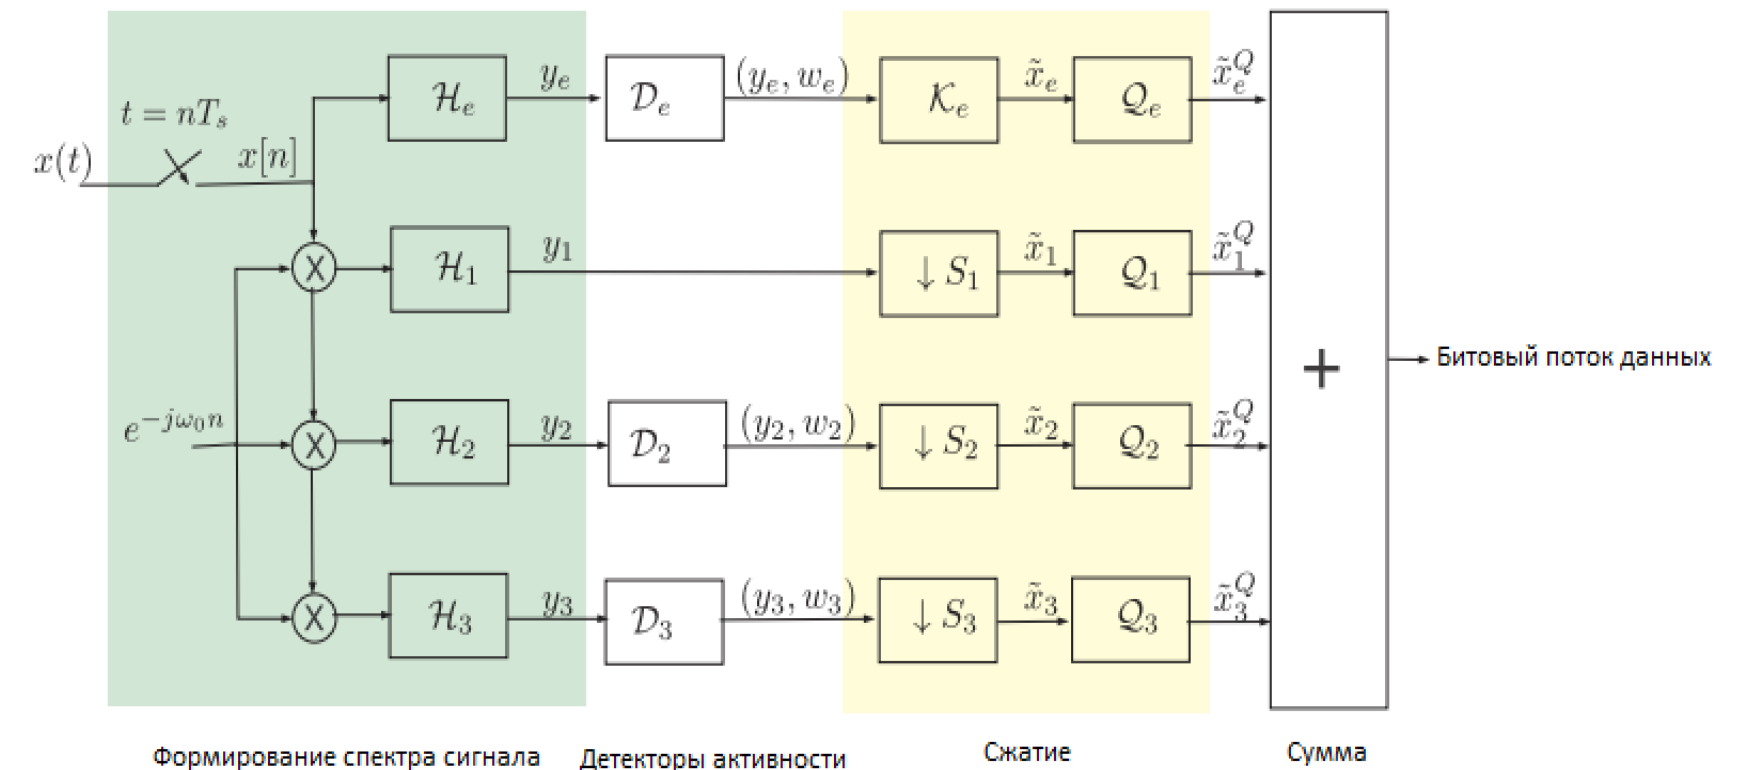 x(t)
t = nT_s
x[n]
e^{-jω_0 n}
X
X
X
ℋ_e
y_e
𝒟_e
(y_e, w_e)
𝒦_e
x̃_e
𝒬_e
x̃_e^Q
ℋ_1
y_1
↓ S_1
x̃_1
𝒬_1
x̃_1^Q
ℋ_2
y_2
𝒟_2
(y_2, w_2)
↓ S_2
x̃_2
𝒬_2
x̃_2^Q
ℋ_3
y_3
𝒟_3
(y_3, w_3)
↓ S_3
x̃_3
𝒬_3
x̃_3^Q
+
Битовый поток данных
Формирование спектра сигнала
Детекторы активности
Сжатие
Сумма